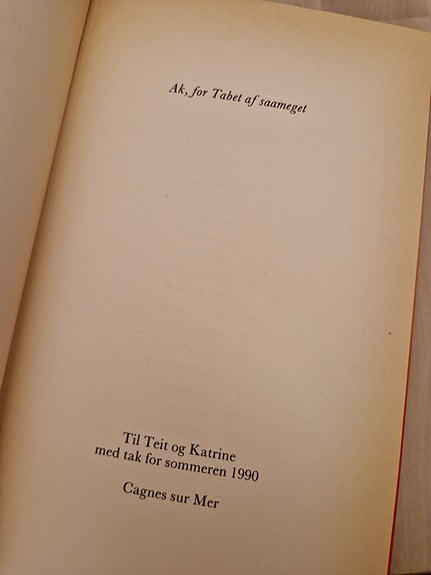 Ak, for Tabet af saameget
Til Teit og Katrine
med tak for sommeren 1990
Cagnes sur Mer